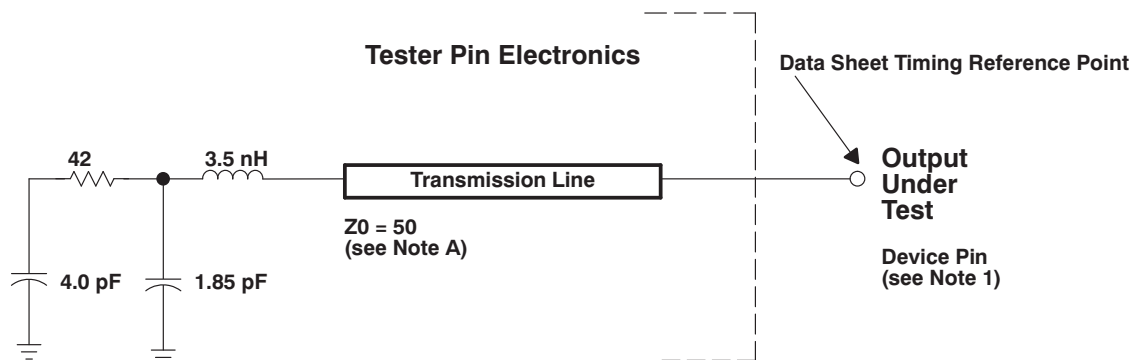 Tester Pin Electronics
Data Sheet Timing Reference Point
42
3.5 nH
Transmission Line
Output
Under
Test
Z0 = 50
(see Note A)
Device Pin
(see Note 1)
4.0 pF
1.85 pF